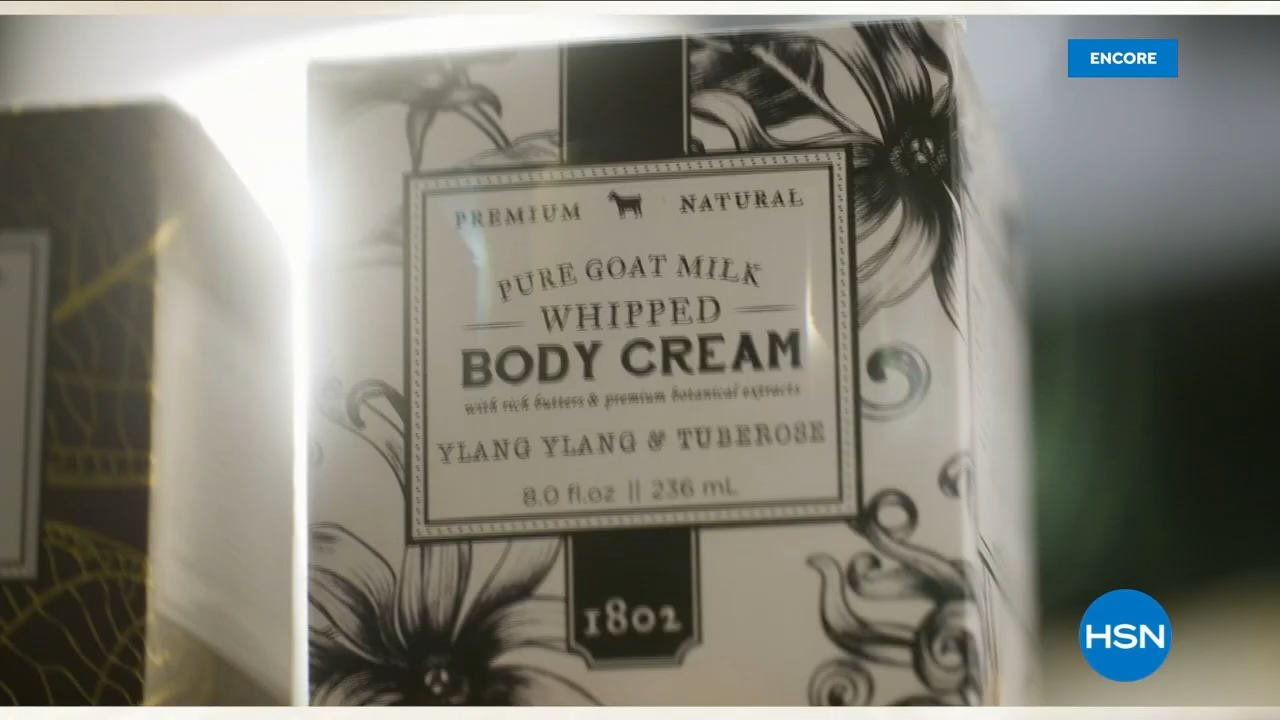 ENCORE
PREMIUM NATURAL
PURE GOAT MILK
WHIPPED
BODY CREAM
with rich butters & premium botanical extracts
YLANG YLANG & TUBEROSE
8.0 fl.oz || 236 mL
1802
HSN